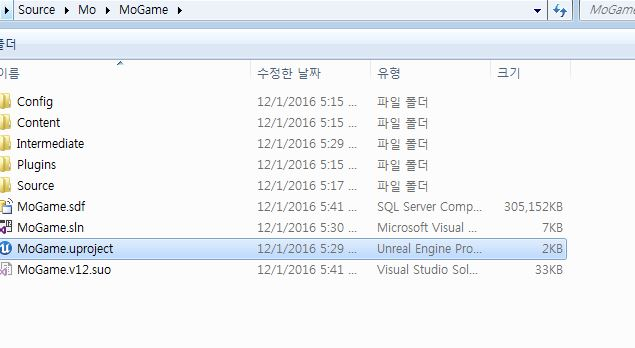 Source ▸ Mo ▸ MoGame ▸ MoGame
폴더
이름 수정한 날짜 유형 크기
Config 12/1/2016 5:15 ... 파일 폴더
Content 12/1/2016 5:15 ... 파일 폴더
Intermediate 12/1/2016 5:29 ... 파일 폴더
Plugins 12/1/2016 5:15 ... 파일 폴더
Source 12/1/2016 5:17 ... 파일 폴더
MoGame.sdf 12/1/2016 5:41 ... SQL Server Comp... 305,152KB
MoGame.sln 12/1/2016 5:30 ... Microsoft Visual ... 7KB
MoGame.uproject 12/1/2016 5:29 ... Unreal Engine Pro... 2KB
MoGame.v12.suo 12/1/2016 5:41 ... Visual Studio Sol... 33KB